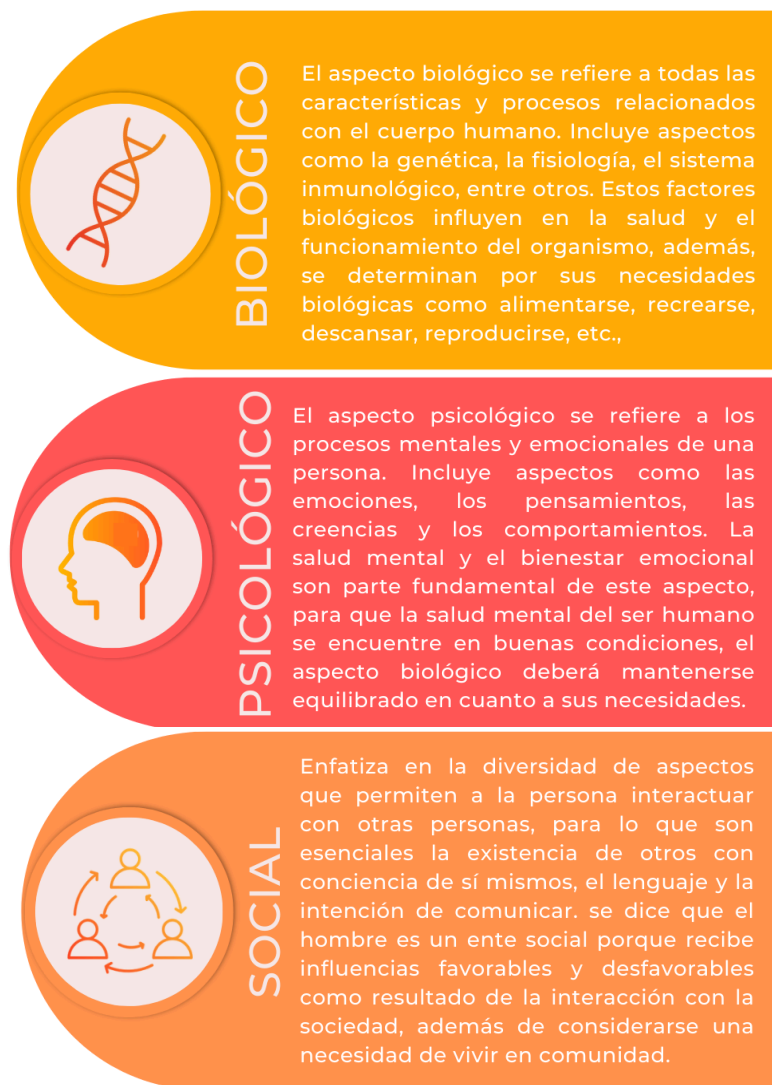 BIOLÓGICO
El aspecto biológico se refiere a todas las
características y procesos relacionados
con el cuerpo humano. Incluye aspectos
como la genética, la fisiología, el sistema
inmunológico, entre otros. Estos factores
biológicos influyen en la salud y el
funcionamiento del organismo, además,
se determinan por sus necesidades
biológicas como alimentarse, recrearse,
descansar, reproducirse, etc.,
PSICOLÓGICO
El aspecto psicológico se refiere a los
procesos mentales y emocionales de una
persona. Incluye aspectos como las
emociones, los pensamientos, las
creencias y los comportamientos. La
salud mental y el bienestar emocional
son parte fundamental de este aspecto,
para que la salud mental del ser humano
se encuentre en buenas condiciones, el
aspecto biológico deberá mantenerse
equilibrado en cuanto a sus necesidades.
SOCIAL
Enfatiza en la diversidad de aspectos
que permiten a la persona interactuar
con otras personas, para lo que son
esenciales la existencia de otros con
conciencia de sí mismos, el lenguaje y la
intención de comunicar. se dice que el
hombre es un ente social porque recibe
influencias favorables y desfavorables
como resultado de la interacción con la
sociedad, además de considerarse una
necesidad de vivir en comunidad.